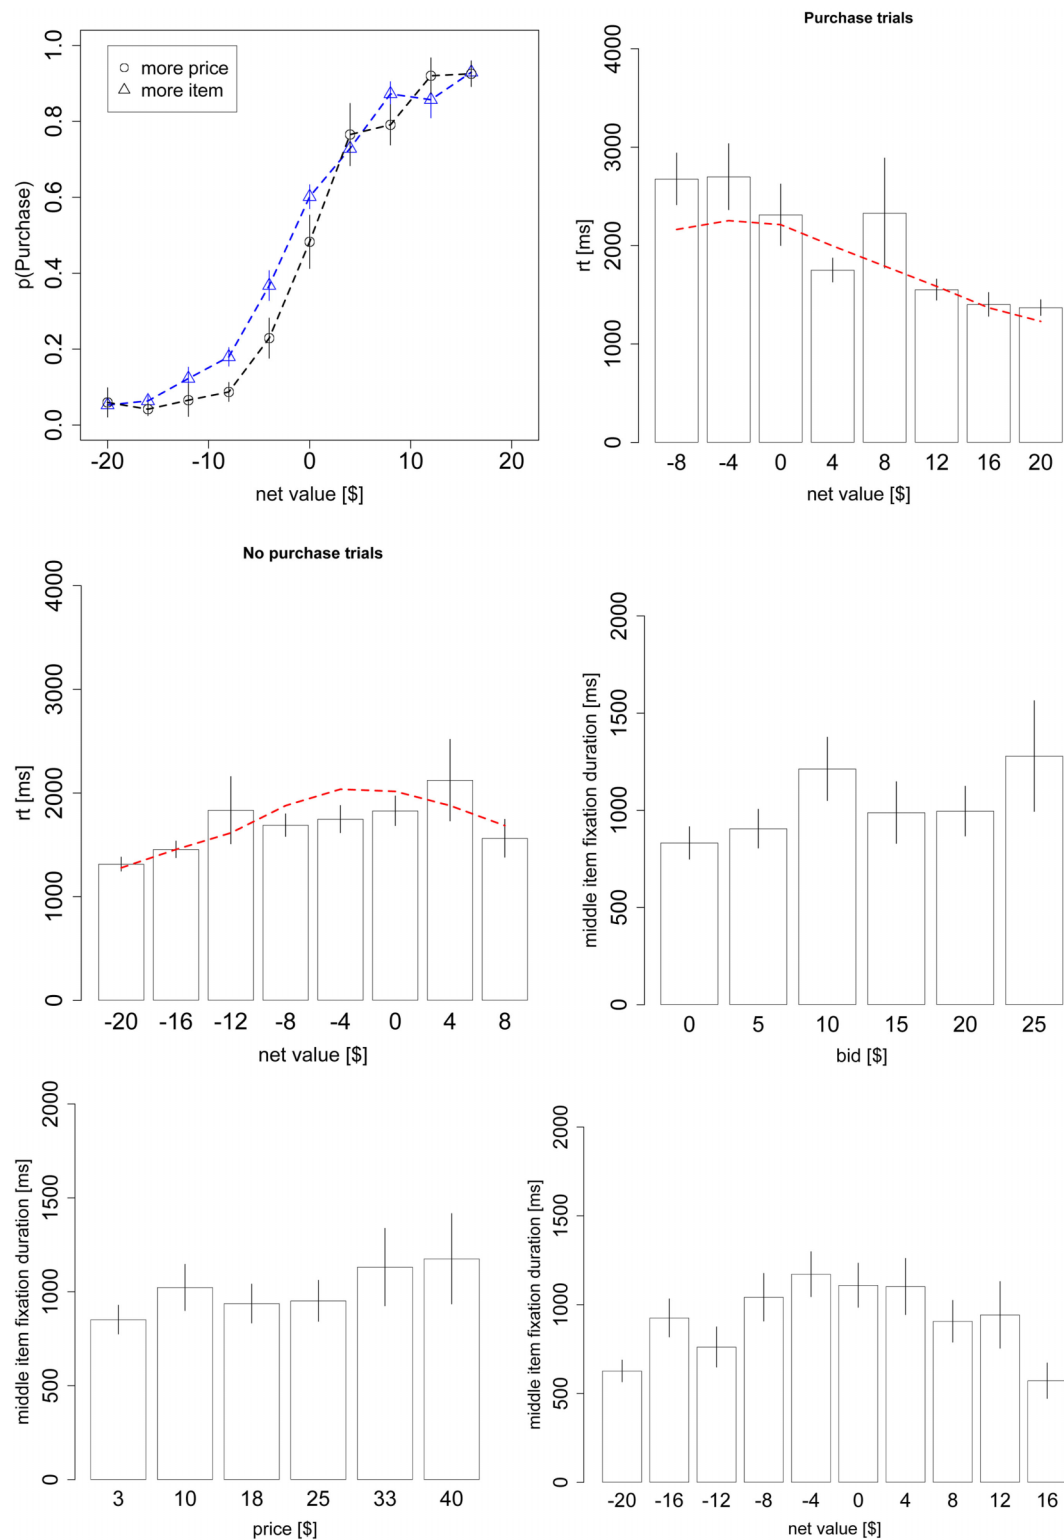 1.0
0.8
0.6
0.4
0.2
0.0
p(Purchase)
more price
more item
-20 -10 0 10 20
net value [$]
Purchase trials
4000
3000
2000
1000
0
rt [ms]
-8 -4 0 4 8 12 16 20
net value [$]
No purchase trials
4000
3000
2000
1000
0
rt [ms]
-20 -16 -12 -8 -4 0 4 8
net value [$]
2000
1500
1000
500
0
middle item fixation duration [ms]
0 5 10 15 20 25
bid [$]
2000
1500
1000
500
0
middle item fixation duration [ms]
3 10 18 25 33 40
price [$]
2000
1500
1000
500
0
middle item fixation duration [ms]
-20 -16 -12 -8 -4 0 4 8 12 16
net value [$]